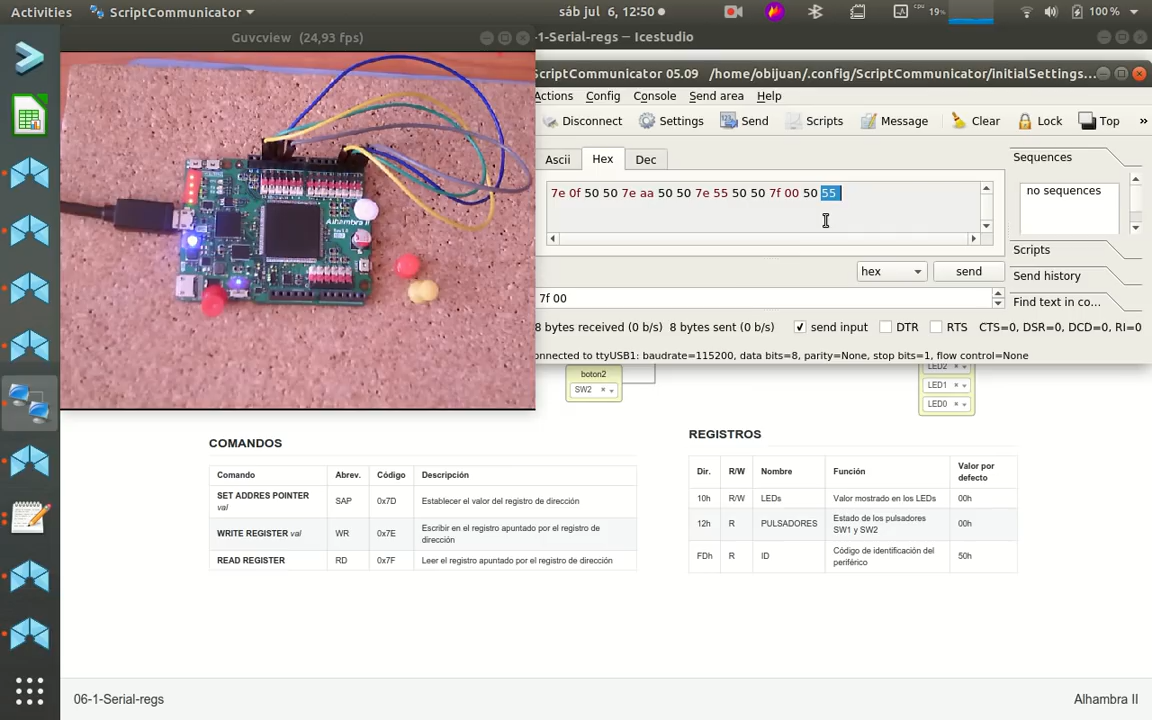 Activities
ScriptCommunicator
sáb jul 6, 12:50
cpu
19%
100 %
Guvcview (24,93 fps)
-1-Serial-regs — Icestudio
ScriptCommunicator 05.09 /home/obijuan/.config/ScriptCommunicator/initialSettings...
Actions Config Console Send area Help
Disconnect Settings Send Scripts Message Clear Lock Top »
Ascii Hex Dec
7e 0f 50 50 7e aa 50 50 7e 55 50 50 7f 00 50 55
Sequences
no sequences
Scripts
Send history
Find text in co...
hex send
7f 00
8 bytes received (0 b/s) 8 bytes sent (0 b/s) send input DTR RTS CTS=0, DSR=0, DCD=0, RI=0
onnected to ttyUSB1: baudrate=115200, data bits=8, parity=None, stop bits=1, flow control=None
Alhambra II
boton2
SW2
LED2
LED1
LED0
COMANDOS
Comando Abrev. Código Descripción
SET ADDRES POINTER val SAP 0x7D Establecer el valor del registro de dirección
WRITE REGISTER val WR 0x7E Escribir en el registro apuntado por el registro de dirección
READ REGISTER RD 0x7F Leer el registro apuntado por el registro de dirección
REGISTROS
Dir. R/W Nombre Función Valor por defecto
10h R/W LEDs Valor mostrado en los LEDs 00h
12h R PULSADORES Estado de los pulsadores SW1 y SW2 00h
FDh R ID Código de identificación del periférico 50h
06-1-Serial-regs
Alhambra II